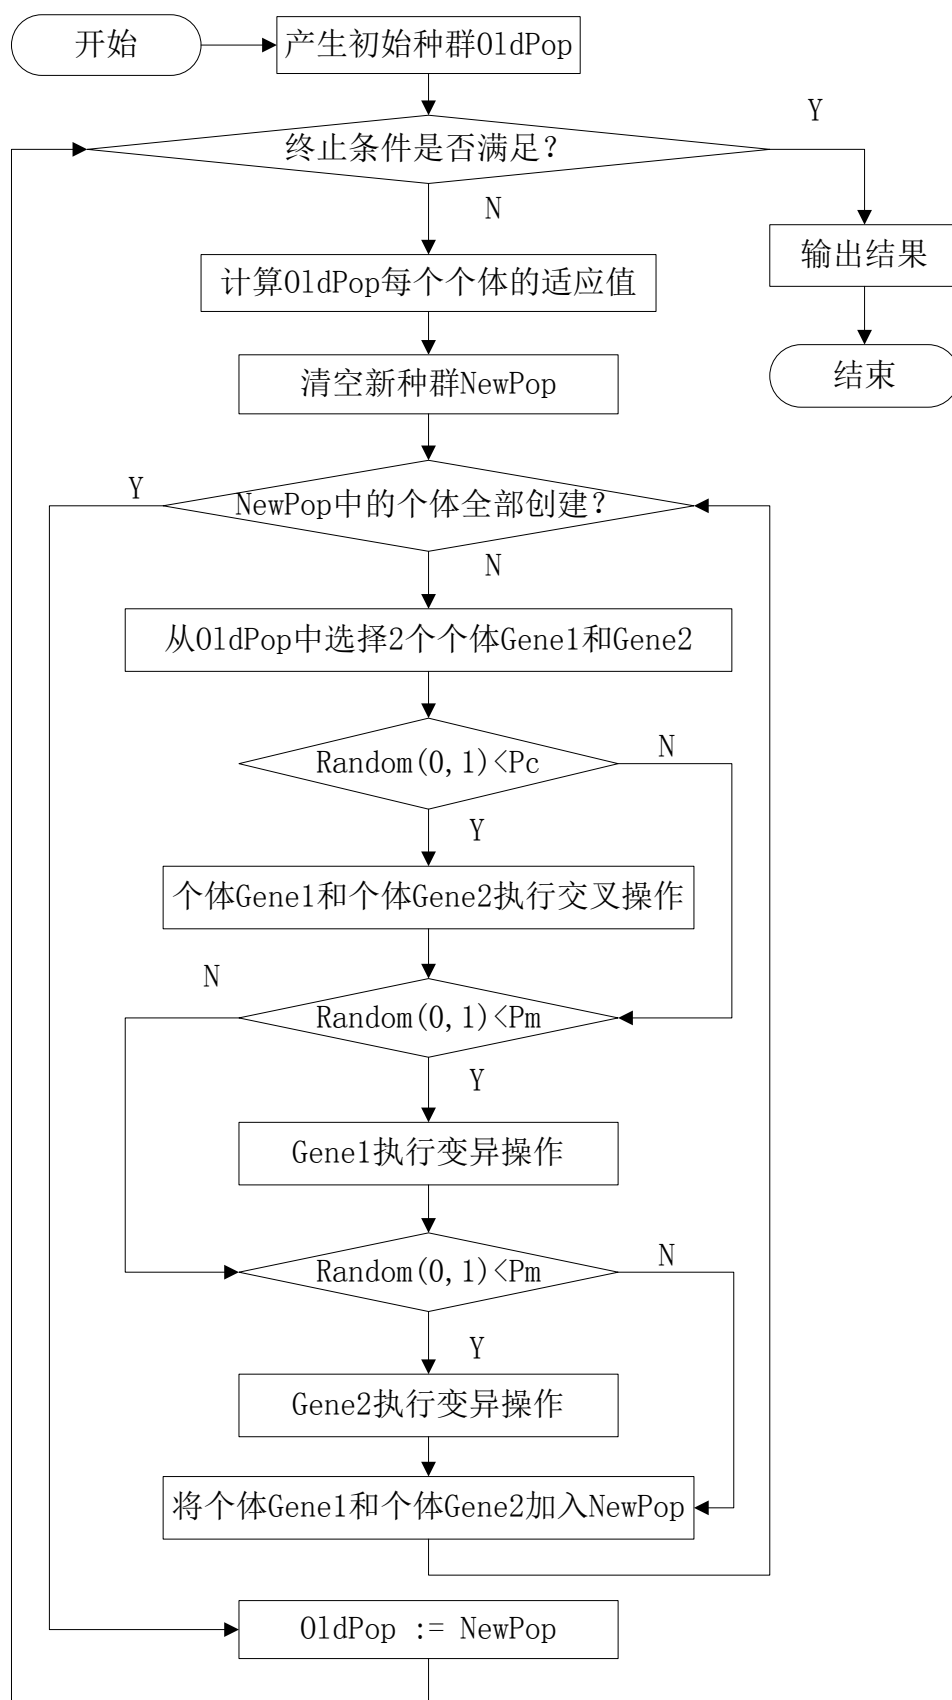 开始
产生初始种群OldPop
Y
终止条件是否满足？
N
输出结果
计算OldPop每个个体的适应值
结束
清空新种群NewPop
Y
NewPop中的个体全部创建？
N
从OldPop中选择2个个体Gene1和Gene2
Random(0,1)<Pc
N
Y
个体Gene1和个体Gene2执行交叉操作
N
Random(0,1)<Pm
Y
Gene1执行变异操作
Random(0,1)<Pm
N
Y
Gene2执行变异操作
将个体Gene1和个体Gene2加入NewPop
OldPop := NewPop